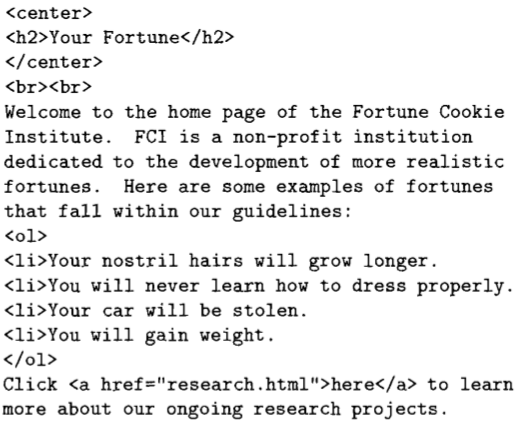 <center>
<h2>Your Fortune</h2>
</center>
<br><br>
Welcome to the home page of the Fortune Cookie
Institute.  FCI is a non-profit institution
dedicated to the development of more realistic
fortunes.  Here are some examples of fortunes
that fall within our guidelines:
<ol>
<li>Your nostril hairs will grow longer.
<li>You will never learn how to dress properly.
<li>Your car will be stolen.
<li>You will gain weight.
</ol>
Click <a href="research.html">here</a> to learn
more about our ongoing research projects.